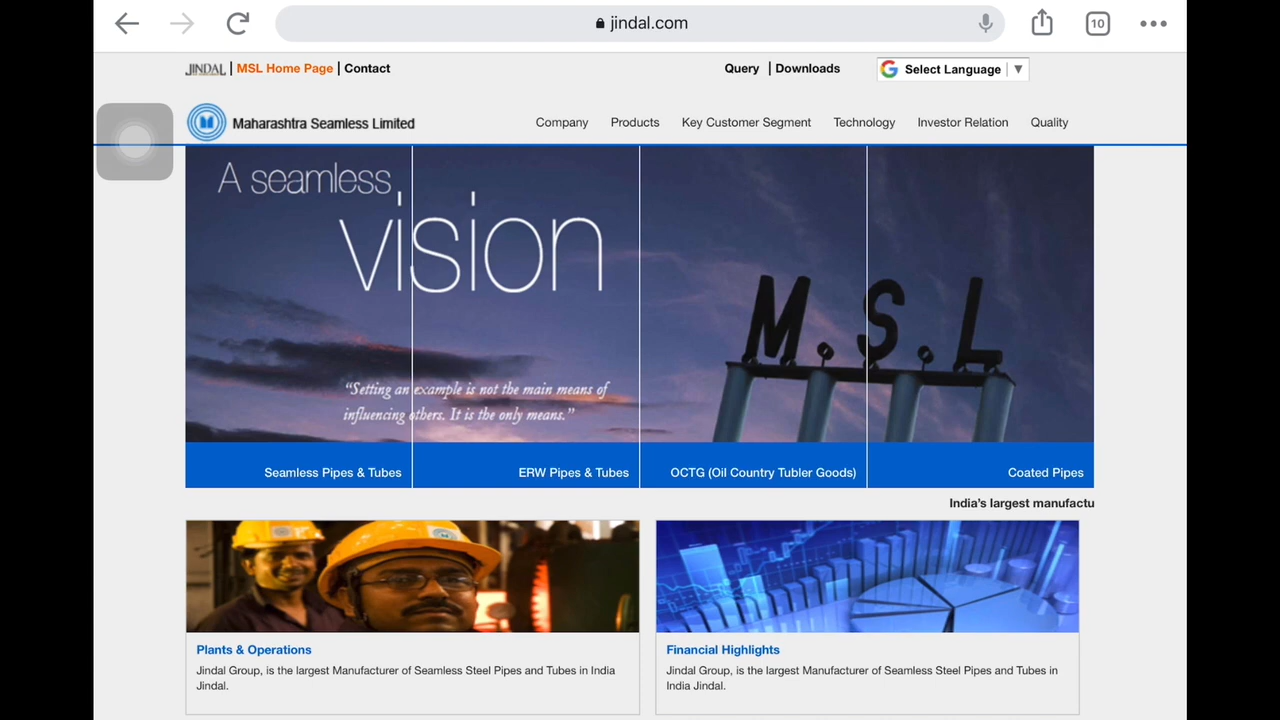 jindal.com
10
JINDAL | MSL Home Page | Contact
Query | Downloads
Select Language
Maharashtra Seamless Limited
Company Products Key Customer Segment Technology Investor Relation Quality
A seamless
vision
M.S.L
“Setting an example is not the main means of
influencing others. It is the only means.”
Seamless Pipes & Tubes
ERW Pipes & Tubes
OCTG (Oil Country Tubler Goods)
Coated Pipes
India's largest manufactu
Plants & Operations
Jindal Group, is the largest Manufacturer of Seamless Steel Pipes and Tubes in India
Jindal.
Financial Highlights
Jindal Group, is the largest Manufacturer of Seamless Steel Pipes and Tubes in
India Jindal.